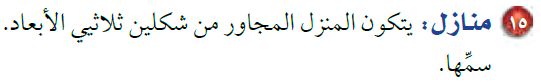 ١٥ منازل: يتكون المنزل المجاور من شكلين ثلاثيي الأبعاد.
سمِّها.